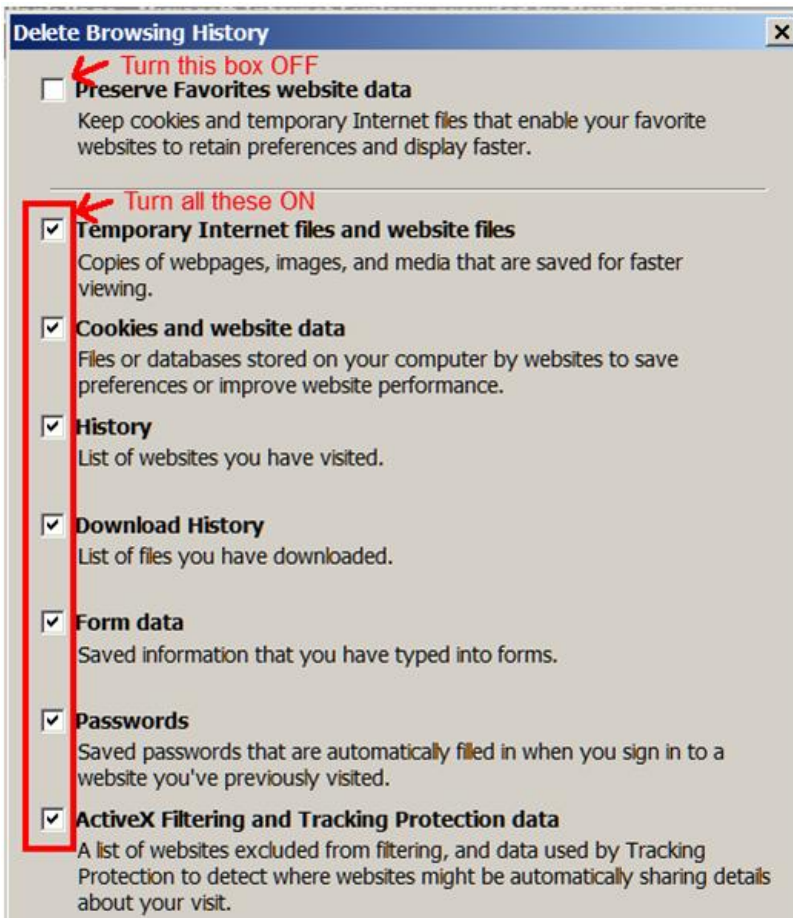 Delete Browsing History
Turn this box OFF
Preserve Favorites website data
Keep cookies and temporary Internet files that enable your favorite
websites to retain preferences and display faster.
Turn all these ON
Temporary Internet files and website files
Copies of webpages, images, and media that are saved for faster
viewing.
Cookies and website data
Files or databases stored on your computer by websites to save
preferences or improve website performance.
History
List of websites you have visited.
Download History
List of files you have downloaded.
Form data
Saved information that you have typed into forms.
Passwords
Saved passwords that are automatically filled in when you sign in to a
website you've previously visited.
ActiveX Filtering and Tracking Protection data
A list of websites excluded from filtering, and data used by Tracking
Protection to detect where websites might be automatically sharing details
about your visit.